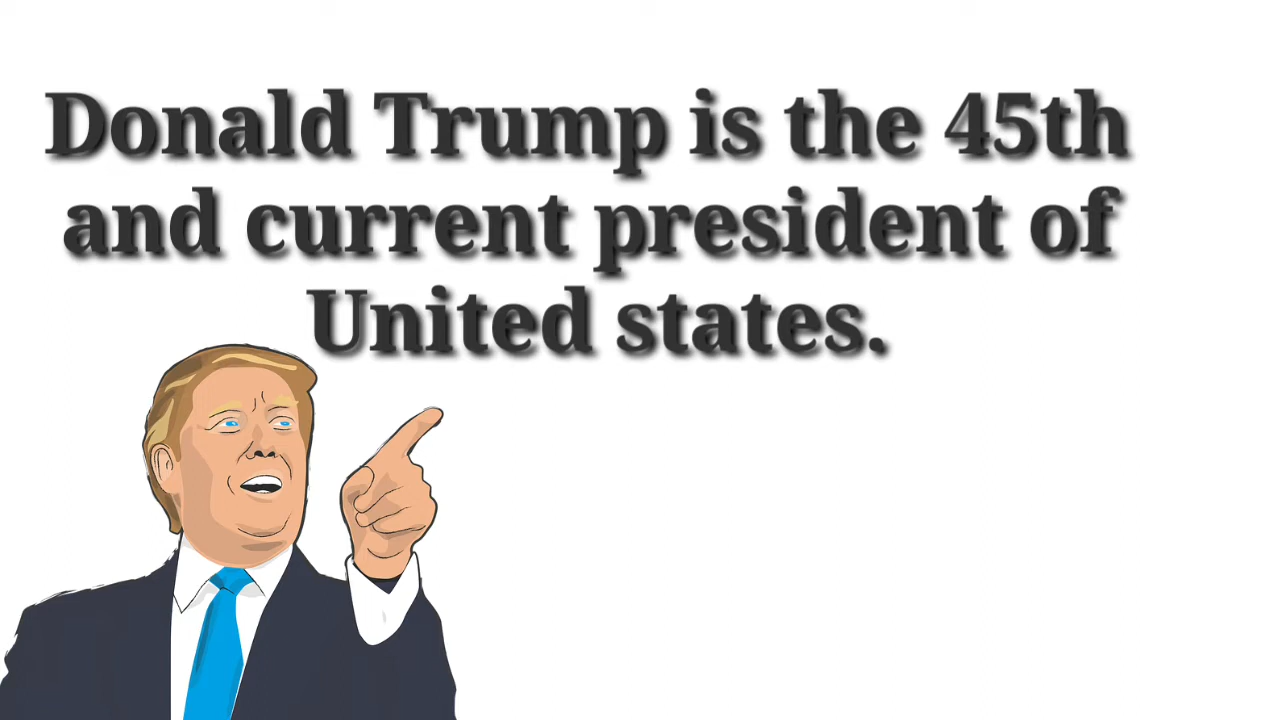 Donald Trump is the 45th
and current president of
United states.